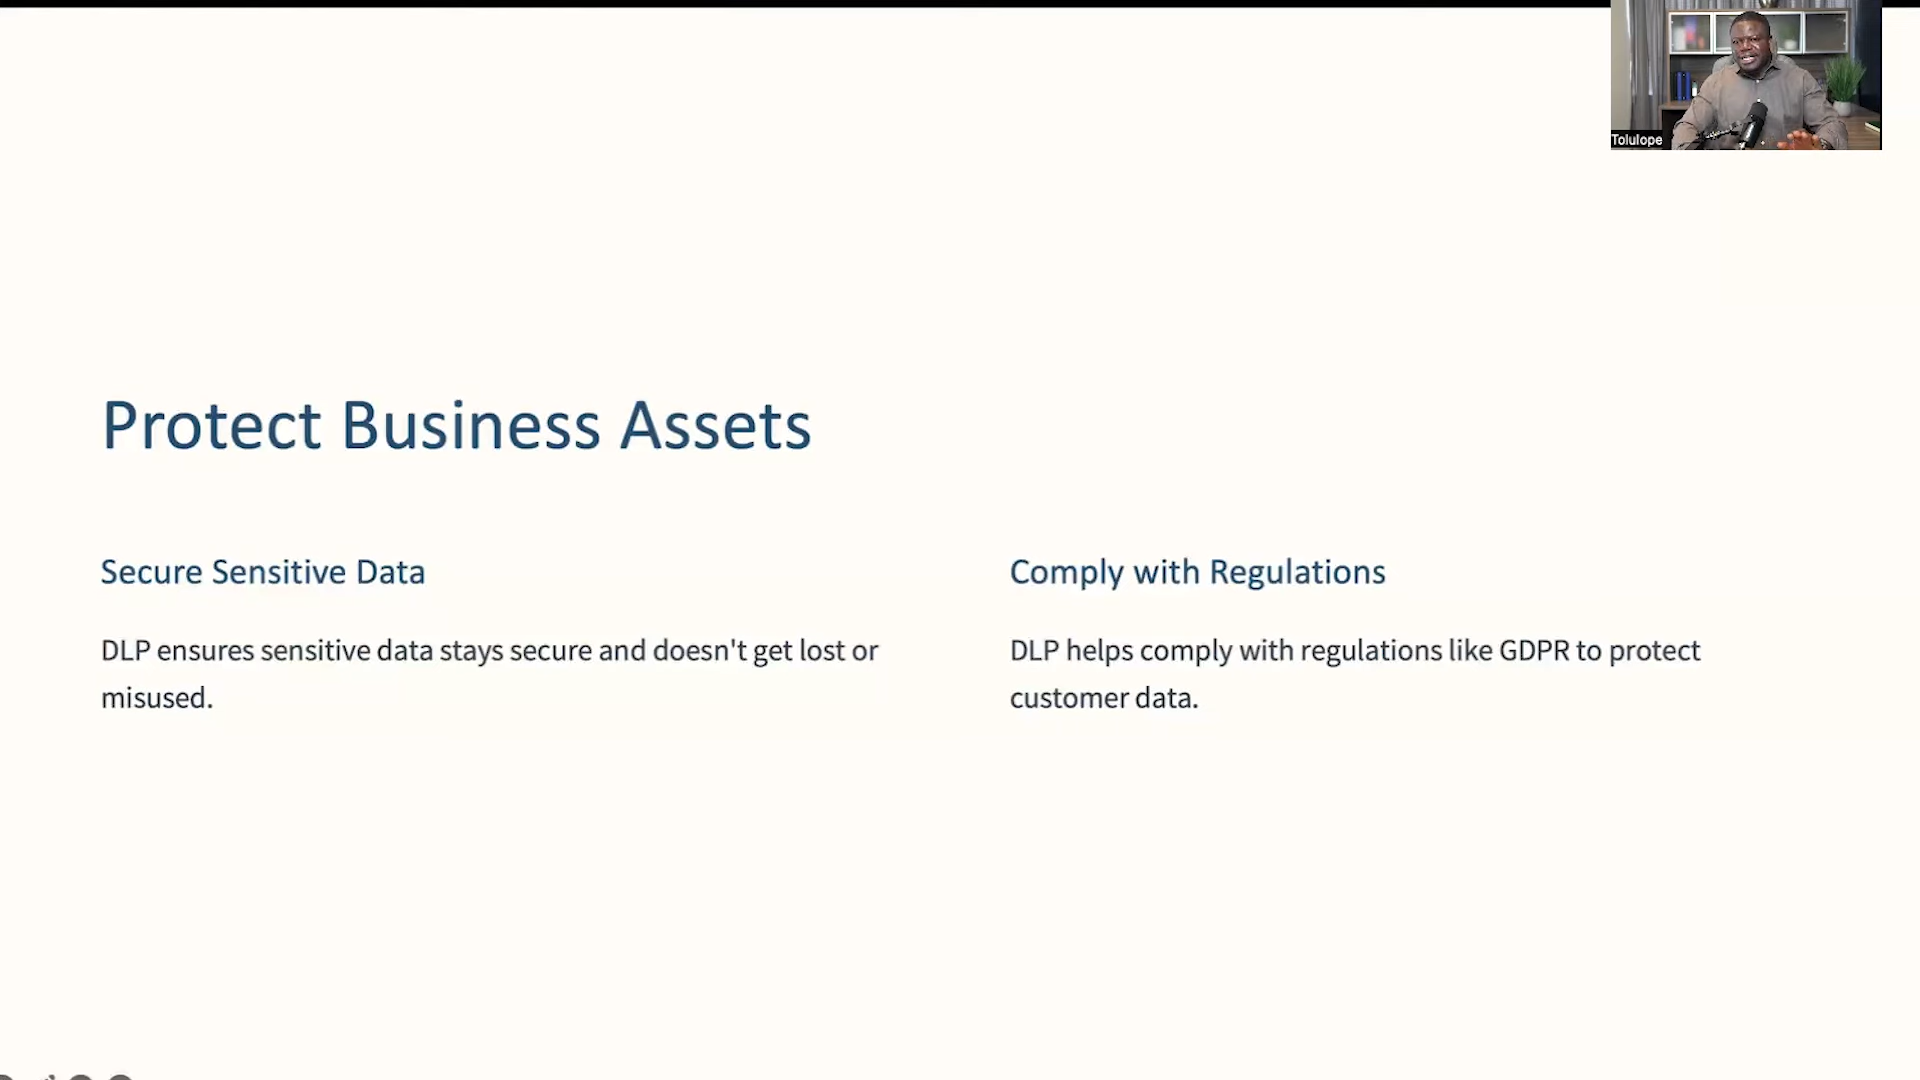 Tolulope
Protect Business Assets
Secure Sensitive Data
DLP ensures sensitive data stays secure and doesn't get lost or
misused.
Comply with Regulations
DLP helps comply with regulations like GDPR to protect
customer data.